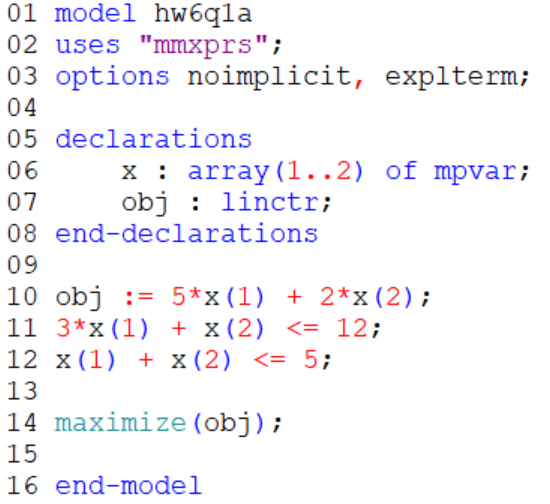 01 model hw6q1a
02 uses "mmxprs";
03 options noimplicit, explterm;
04
05 declarations
06     x : array(1..2) of mpvar;
07     obj : linctr;
08 end-declarations
09
10 obj := 5*x(1) + 2*x(2);
11 3*x(1) + x(2) <= 12;
12 x(1) + x(2) <= 5;
13
14 maximize(obj);
15
16 end-model